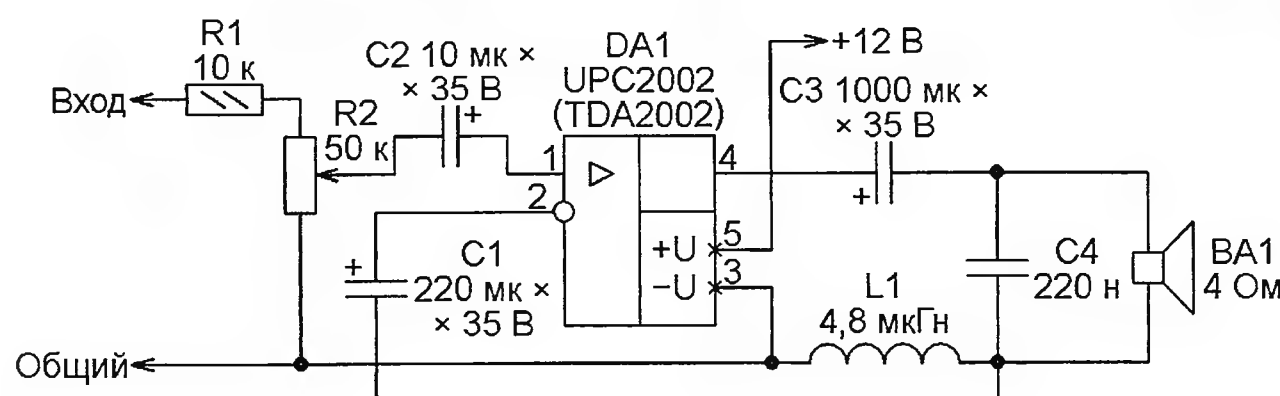 R1
10 к
Вход
R2
50 к
C2 10 мк ×
× 35 В
+
DA1
UPC2002
(TDA2002)
+12 В
C3 1000 мк ×
× 35 В
+
1
2
4
+U
5
−U
3
C1
+
220 мк ×
× 35 В
L1
4,8 мкГн
C4
220 н
BA1
4 Ом
Общий